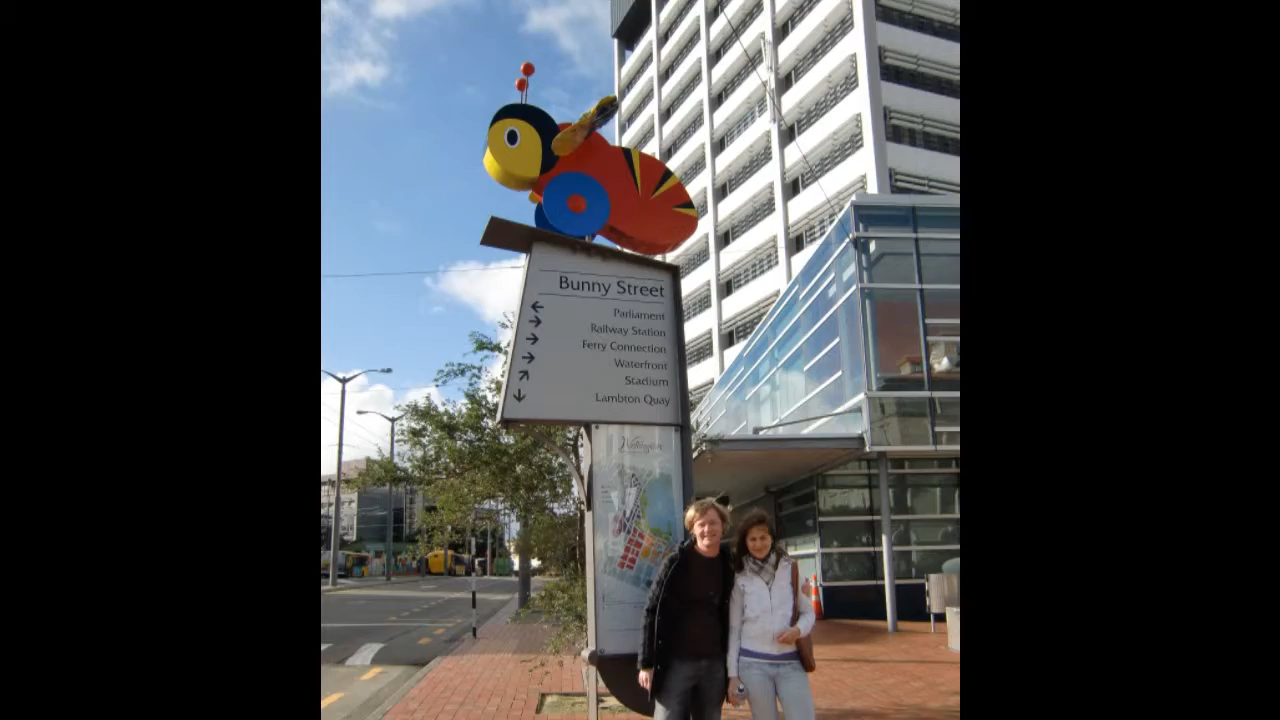 Bunny Street
Parliament
Railway Station
Ferry Connection
Waterfront
Stadium
Lambton Quay
Wellington